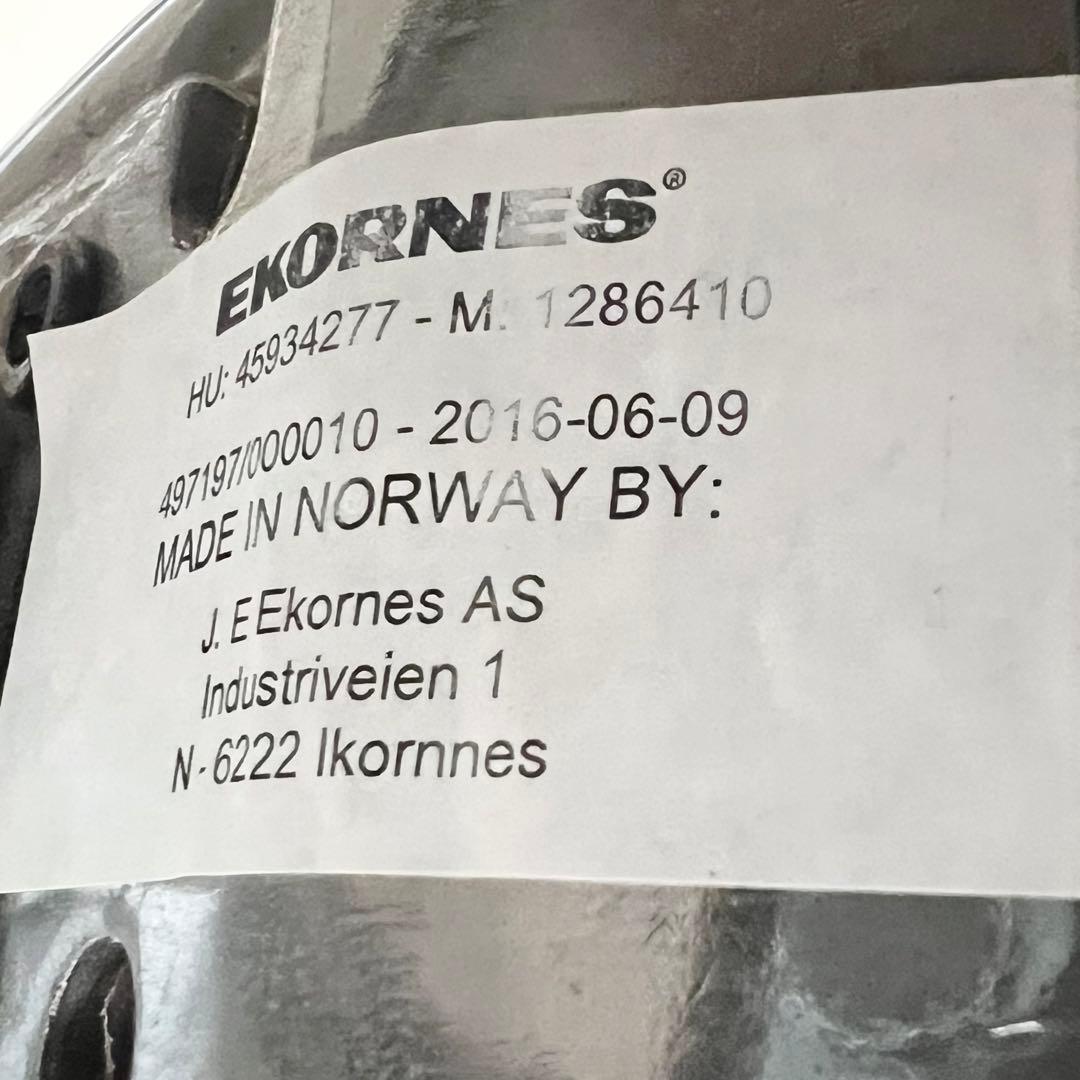 EKORNES®
HU: 45934277 - M: 1286410
497197/000010 - 2016-06-09
MADE IN NORWAY BY:
J. E Ekornes AS
Industriveien 1
N-6222 Ikornnes